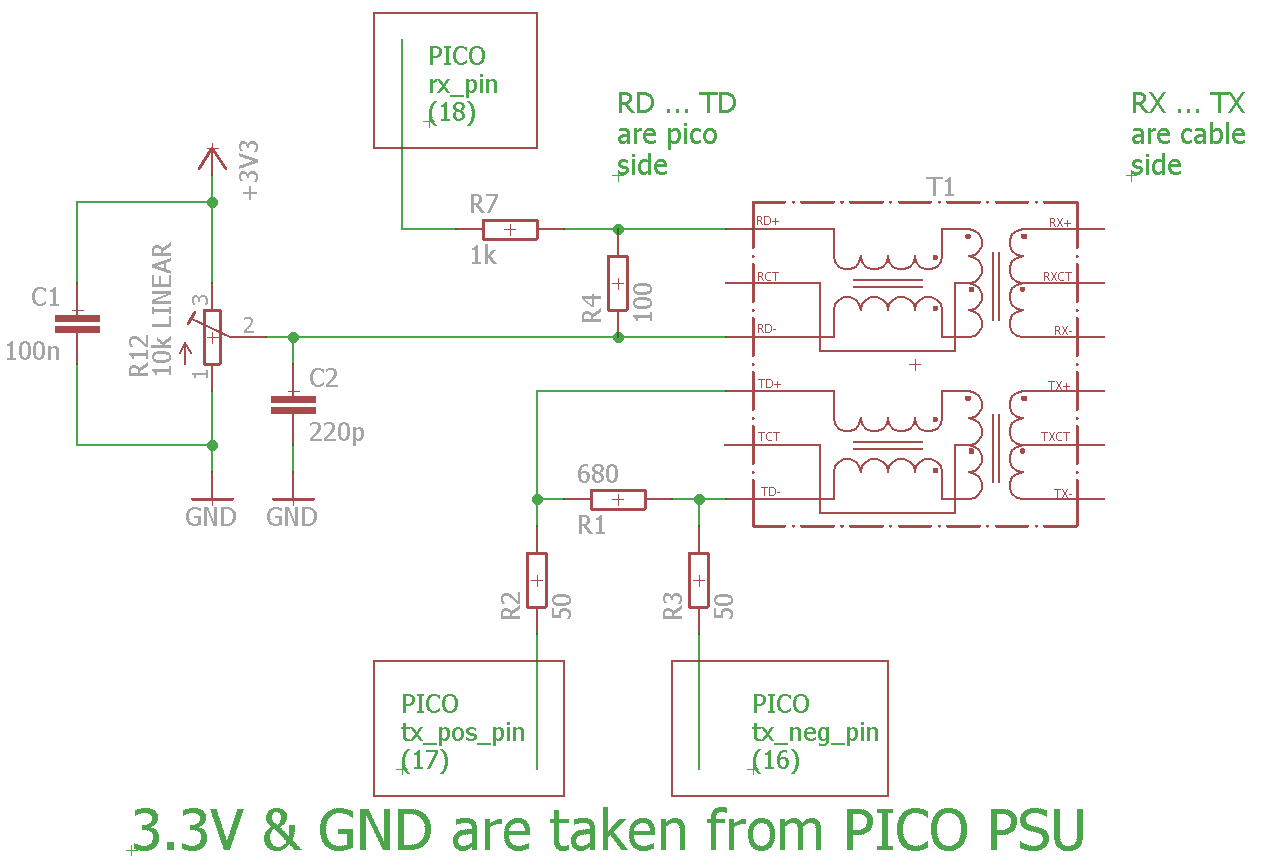 PICO
rx_pin
(18)
RD ... TD
are pico
side
RX ... TX
are cable
side
+3V3
T1
R7
1k
RD+
RX+
RCT
RXCT
RD-
RX-
R4
100
C1
100n
R12
10k LINEAR
3
2
1
C2
220p
TD+
TX+
TCT
TXCT
TD-
TX-
680
R1
GND
GND
R2
50
R3
50
PICO
tx_pos_pin
(17)
PICO
tx_neg_pin
(16)
3.3V & GND are taken from PICO PSU